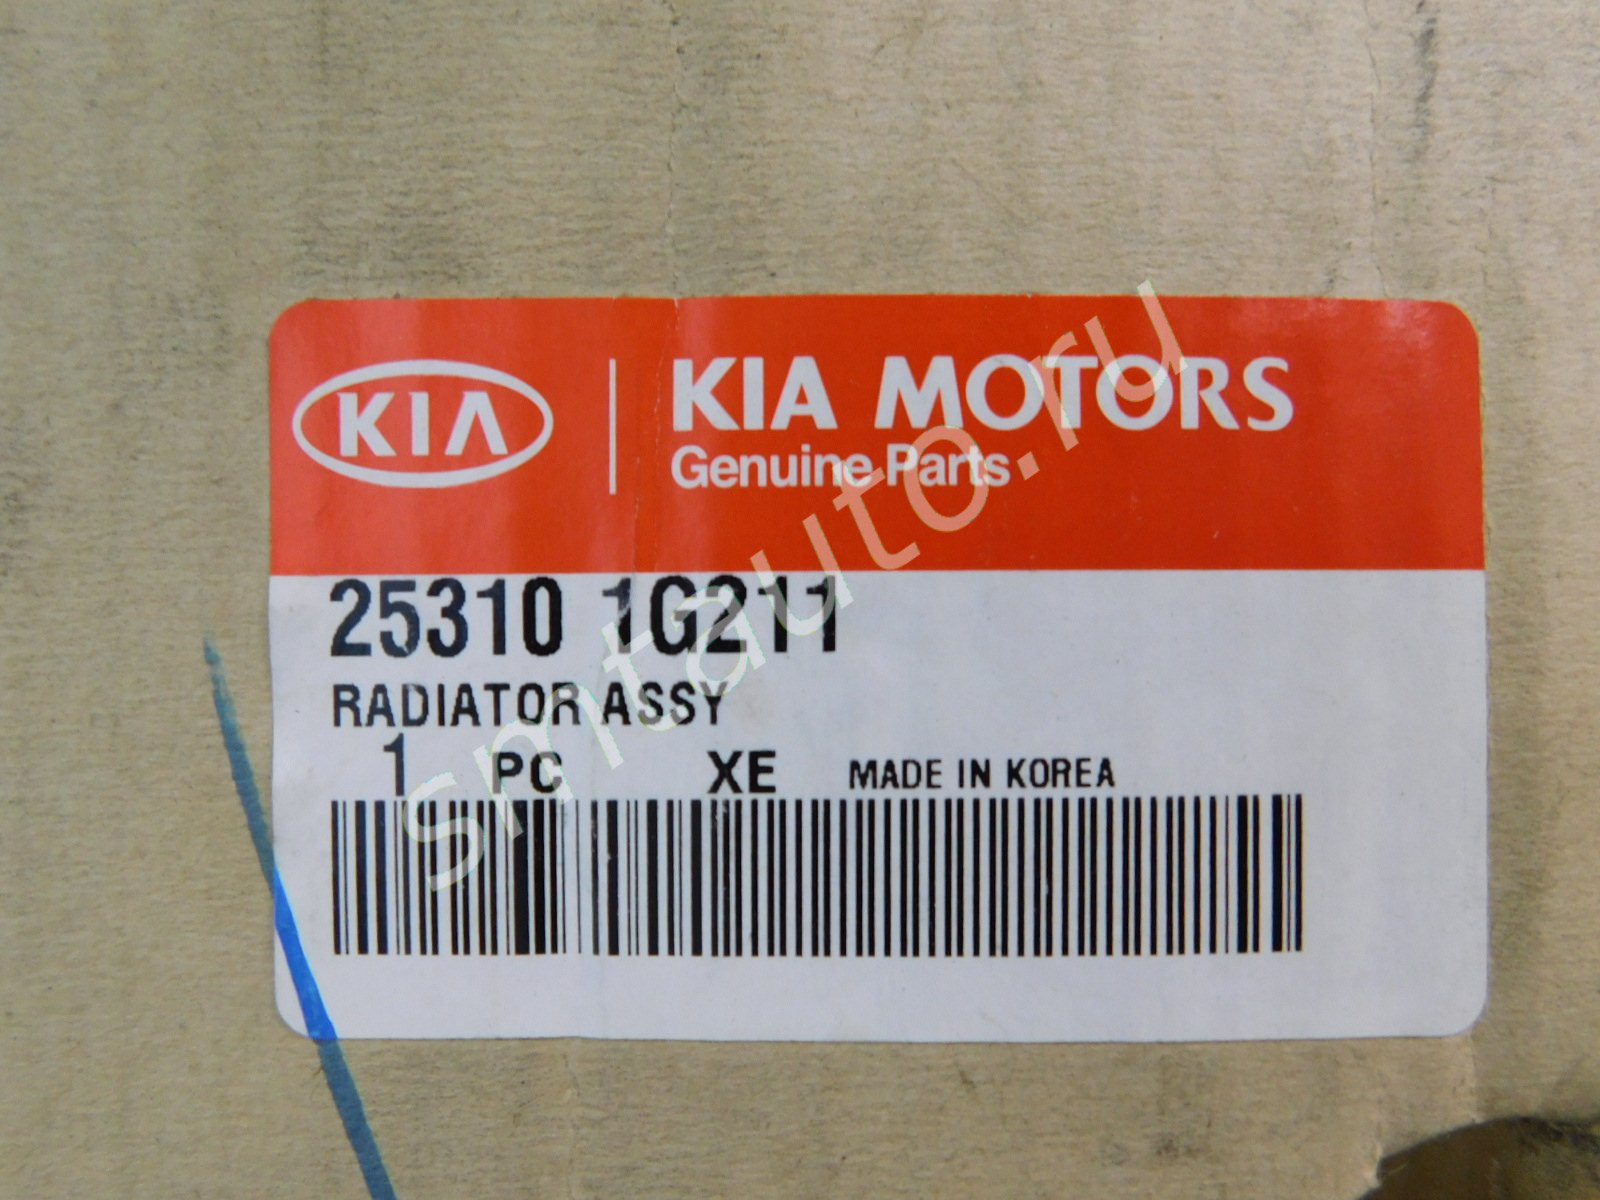 KIA
KIA MOTORS
Genuine Parts
25310 1G211
RADIATOR ASSY
1 PC XE MADE IN KOREA
smtauto.ru